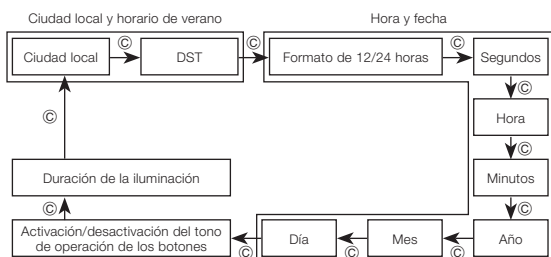 Ciudad local y horario de verano
Hora y fecha
Ciudad local
©
DST
©
Formato de 12/24 horas
©
Segundos
©
Hora
©
Minutos
©
Año
©
Mes
©
Día
©
Activación/desactivación del tono
de operación de los botones
©
Duración de la iluminación
©